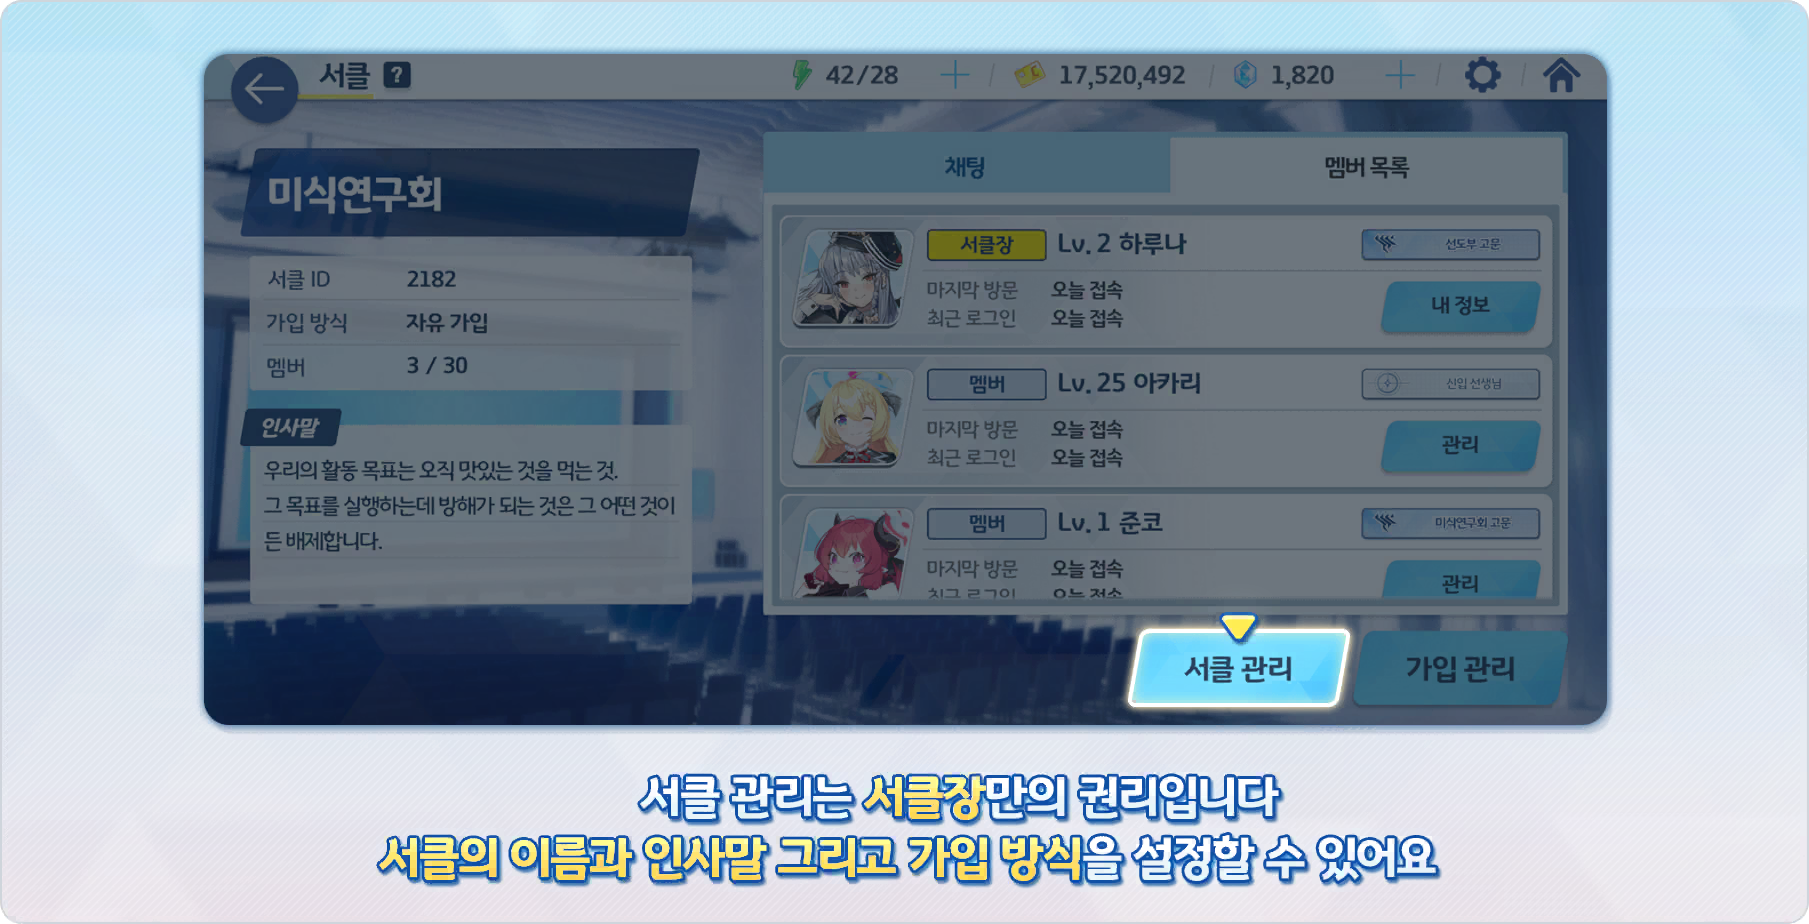 서클 ?
42/28
17,520,492
1,820
미식연구회
서클 ID 2182
가입 방식 자유 가입
멤버 3 / 30
인사말
우리의 활동 목표는 오직 맛있는 것을 먹는 것.
그 목표를 실행하는데 방해가 되는 것은 그 어떤 것이
든 배제합니다.
채팅 멤버 목록
서클장 Lv. 2 하루나 선도부 고문
마지막 방문 오늘 접속
최근 로그인 오늘 접속
내 정보
멤버 Lv. 25 아카리 신입 선생님
마지막 방문 오늘 접속
최근 로그인 오늘 접속
관리
멤버 Lv. 1 준코 미식연구회 고문
마지막 방문 오늘 접속
최근 로그인 오늘 접속
관리
서클 관리 가입 관리
서클 관리는 서클장만의 권리입니다
서클의 이름과 인사말 그리고 가입 방식을 설정할 수 있어요